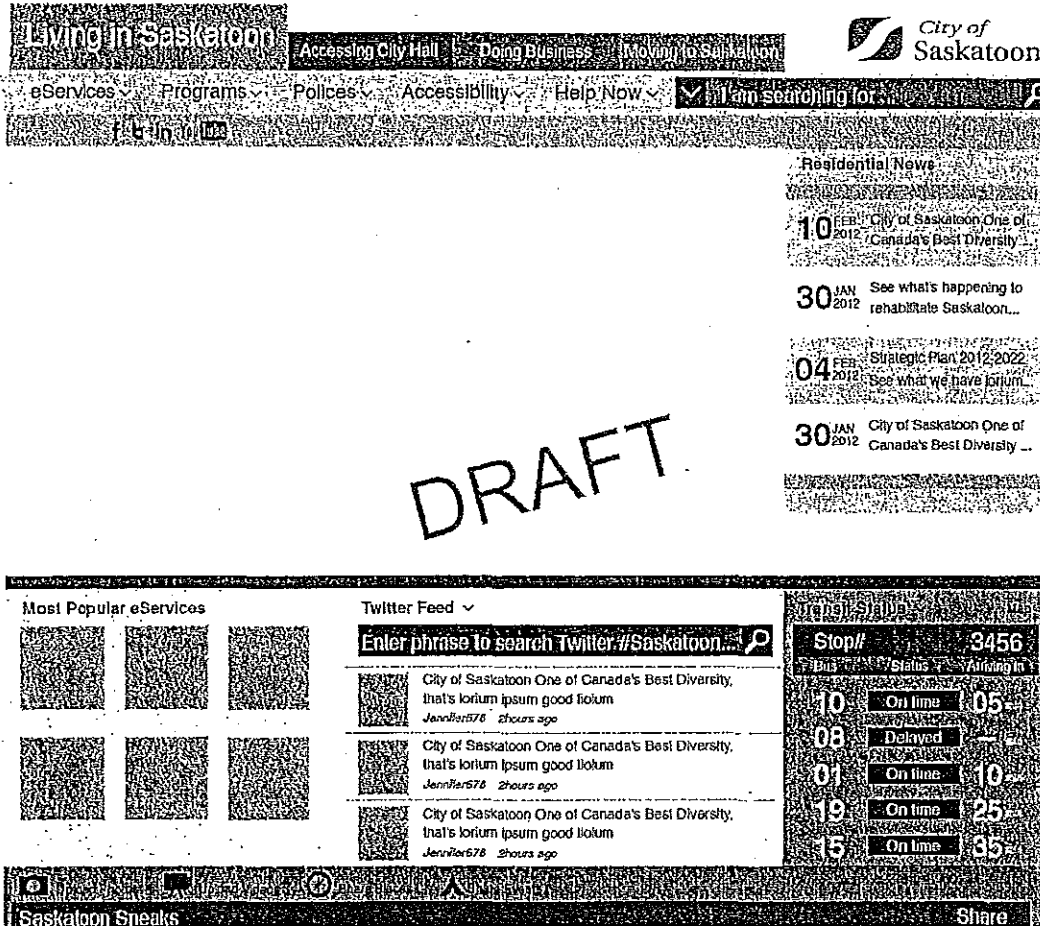 Living in Saskatoon
Accessing City Hall Doing Business Moving to Saskatoon
City of
Saskatoon
eServices Programs Polices Accessibility Help Now I am searching for
Residential News
10 FEB 2012 City of Saskatoon One of
Canada's Best Diversity ...
30 JAN 2012 See what's happening to
rehabilitate Saskatoon...
04 FEB 2012 Strategic Plan 2012-2022
See what we have lorium...
30 JAN 2012 City of Saskatoon One of
Canada's Best Diversity ...
DRAFT
Most Popular eServices
Twitter Feed
Enter phrase to search Twitter #Saskatoon...
City of Saskatoon One of Canada's Best Diversity,
that's lorium ipsum good liolum
Jennifer578 2hours ago
City of Saskatoon One of Canada's Best Diversity,
that's lorium ipsum good liolum
Jennifer578 2hours ago
City of Saskatoon One of Canada's Best Diversity,
that's lorium ipsum good liolum
Jennifer578 2hours ago
Transit Status
Stop# 3456
Bus Status Arriving in
10 On time 05
08 Delayed —
01 On time 10
19 On time 25
15 On time 35
Saskatoon Speaks Share